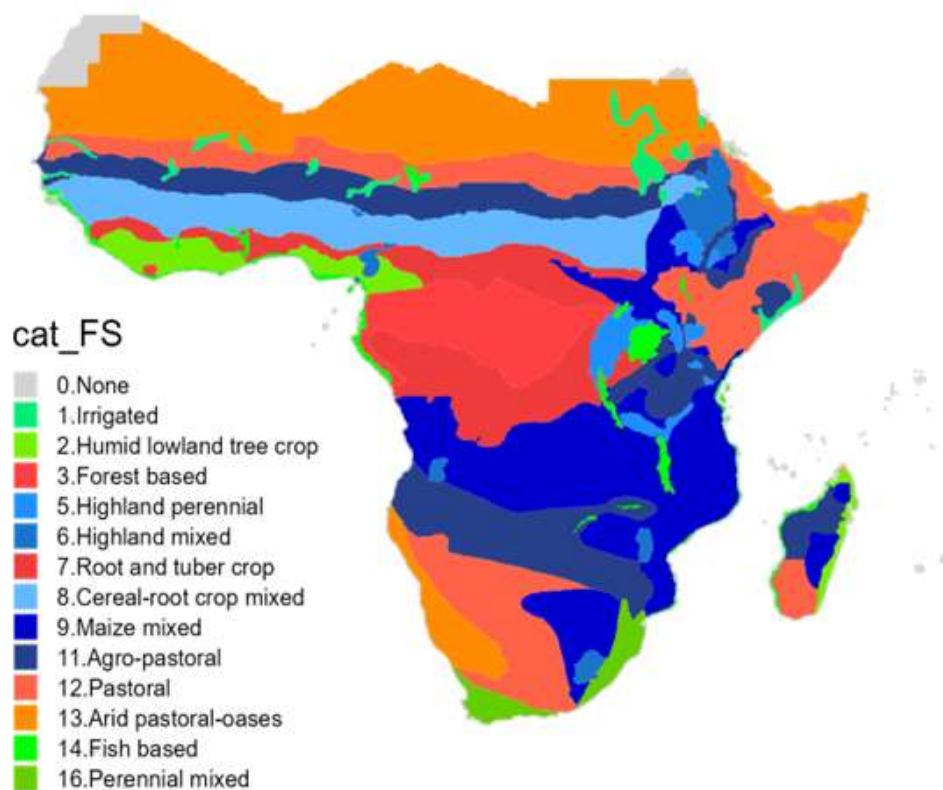 cat_FS
0.None
1.Irrigated
2.Humid lowland tree crop
3.Forest based
5.Highland perennial
6.Highland mixed
7.Root and tuber crop
8.Cereal-root crop mixed
9.Maize mixed
11.Agro-pastoral
12.Pastoral
13.Arid pastoral-oases
14.Fish based
16.Perennial mixed